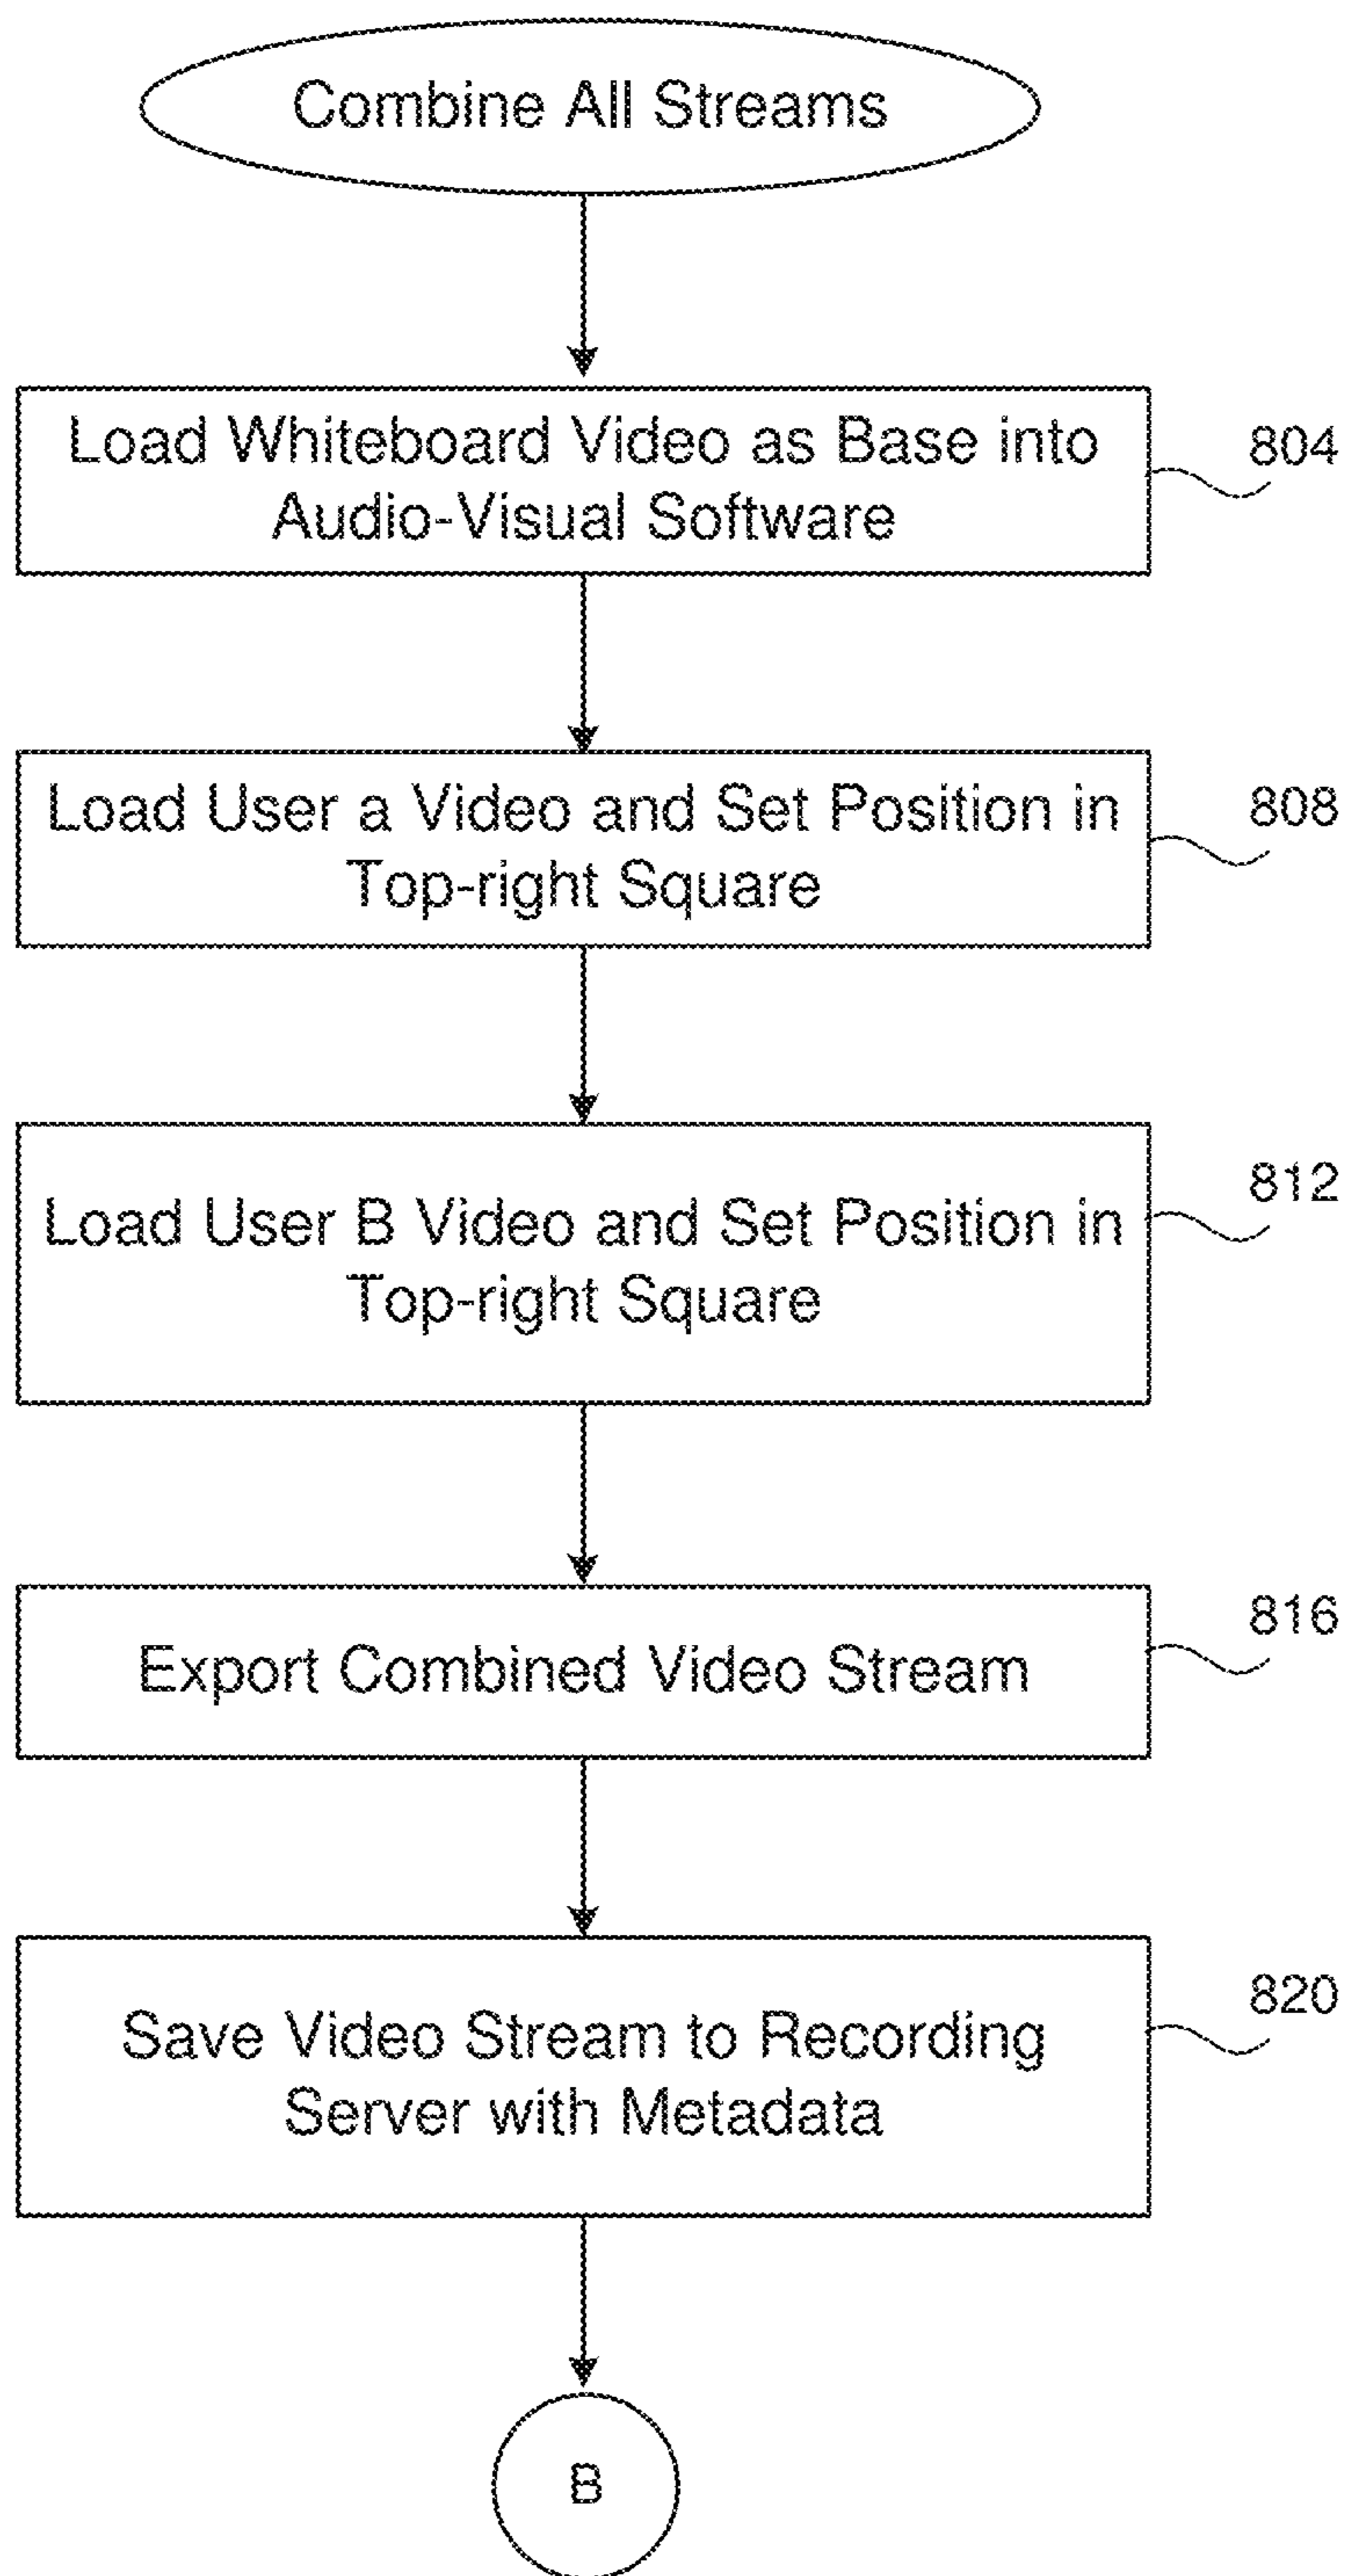 Combine All Streams
Load Whiteboard Video as Base into
Audio-Visual Software
804
Load User a Video and Set Position in
Top-right Square
808
Load User B Video and Set Position in
Top-right Square
812
Export Combined Video Stream
816
Save Video Stream to Recording
Server with Metadata
820
B